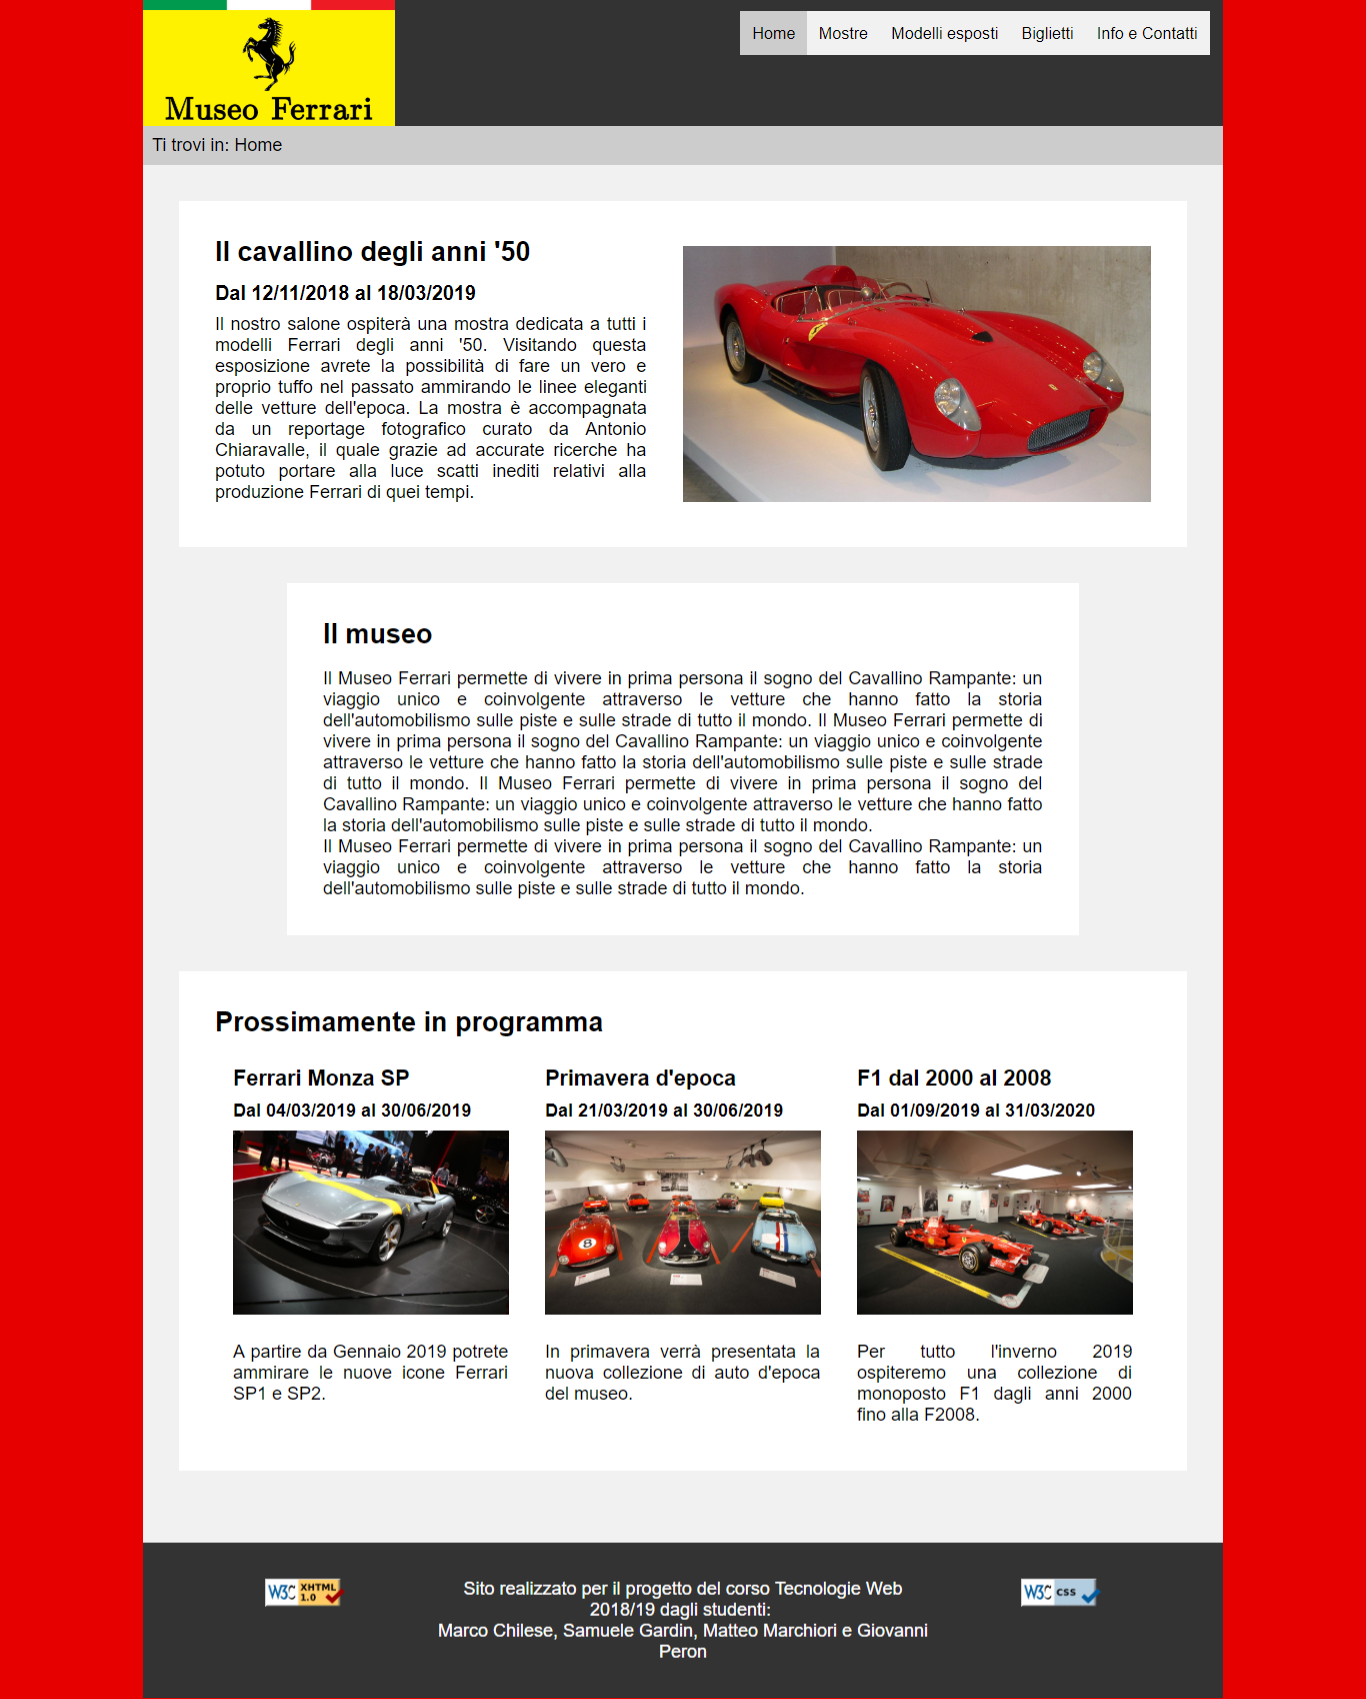 Museo Ferrari
Home Mostre Modelli esposti Biglietti Info e Contatti
Ti trovi in: Home
Il cavallino degli anni '50
Dal 12/11/2018 al 18/03/2019
Il nostro salone ospiterà una mostra dedicata a tutti i
modelli Ferrari degli anni '50. Visitando questa
esposizione avrete la possibilità di fare un vero e
proprio tuffo nel passato ammirando le linee eleganti
delle vetture dell'epoca. La mostra è accompagnata
da un reportage fotografico curato da Antonio
Chiaravalle, il quale grazie ad accurate ricerche ha
potuto portare alla luce scatti inediti relativi alla
produzione Ferrari di quei tempi.
Il museo
Il Museo Ferrari permette di vivere in prima persona il sogno del Cavallino Rampante: un
viaggio unico e coinvolgente attraverso le vetture che hanno fatto la storia
dell'automobilismo sulle piste e sulle strade di tutto il mondo. Il Museo Ferrari permette di
vivere in prima persona il sogno del Cavallino Rampante: un viaggio unico e coinvolgente
attraverso le vetture che hanno fatto la storia dell'automobilismo sulle piste e sulle strade
di tutto il mondo. Il Museo Ferrari permette di vivere in prima persona il sogno del
Cavallino Rampante: un viaggio unico e coinvolgente attraverso le vetture che hanno fatto
la storia dell'automobilismo sulle piste e sulle strade di tutto il mondo.
Il Museo Ferrari permette di vivere in prima persona il sogno del Cavallino Rampante: un
viaggio unico e coinvolgente attraverso le vetture che hanno fatto la storia
dell'automobilismo sulle piste e sulle strade di tutto il mondo.
Prossimamente in programma
Ferrari Monza SP
Dal 04/03/2019 al 30/06/2019
A partire da Gennaio 2019 potrete
ammirare le nuove icone Ferrari
SP1 e SP2.
Primavera d'epoca
Dal 21/03/2019 al 30/06/2019
8
In primavera verrà presentata la
nuova collezione di auto d'epoca
del museo.
F1 dal 2000 al 2008
Dal 01/09/2019 al 31/03/2020
Per tutto l'inverno 2019
ospiteremo una collezione di
monoposto F1 dagli anni 2000
fino alla F2008.
W3C XHTML 1.0
Sito realizzato per il progetto del corso Tecnologie Web
2018/19 dagli studenti:
Marco Chilese, Samuele Gardin, Matteo Marchiori e Giovanni
Peron
W3C css